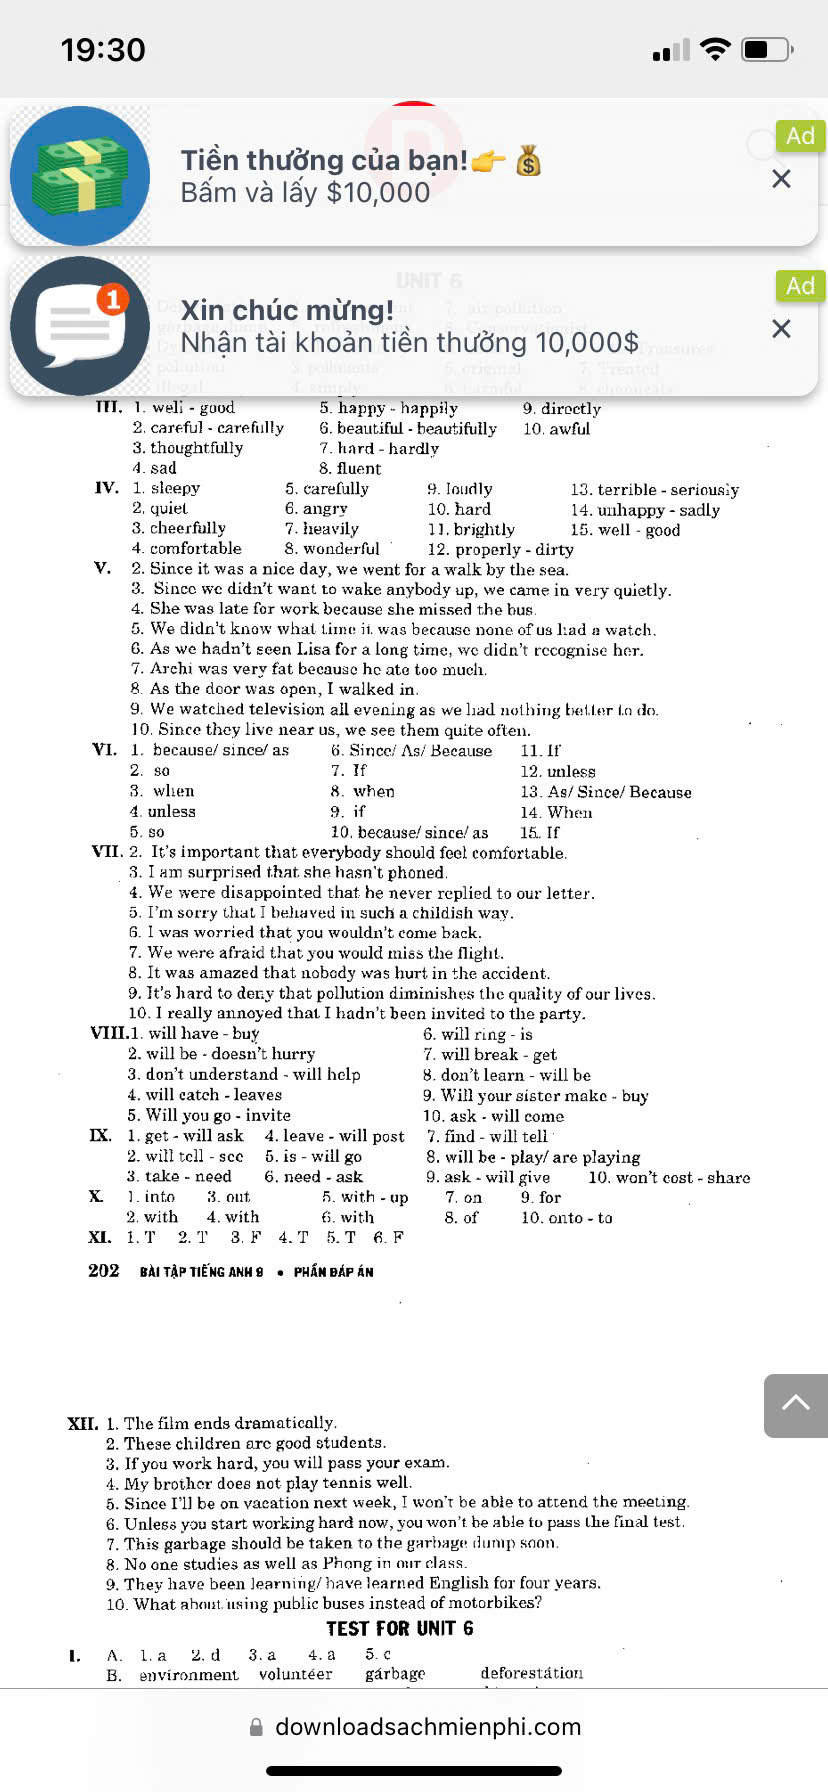 19:30
Ad
Tiền thưởng của bạn!👉💰
Bấm và lấy $10,000
UNIT 6
Ad
1
Xin chúc mừng!
Nhận tài khoản tiền thưởng 10,000$
III. 1. well - good 5. happy - happily 9. directly
2. careful - carefully 6. beautiful - beautifully 10. awful
3. thoughtfully 7. hard - hardly
4. sad 8. fluent
IV. 1. sleepy 5. carefully 9. loudly 13. terrible - seriously
2. quiet 6. angry 10. hard 14. unhappy - sadly
3. cheerfully 7. heavily 11. brightly 15. well - good
4. comfortable 8. wonderful 12. properly - dirty
V. 2. Since it was a nice day, we went for a walk by the sea.
3. Since we didn't want to wake anybody up, we came in very quietly.
4. She was late for work because she missed the bus.
5. We didn't know what time it was because none of us had a watch.
6. As we hadn't seen Lisa for a long time, we didn't recognise her.
7. Archi was very fat because he ate too much.
8. As the door was open, I walked in.
9. We watched television all evening as we had nothing better to do.
10. Since they live near us, we see them quite often.
VI. 1. because/ since/ as 6. Since/ As/ Because 11. If
2. so 7. If 12. unless
3. when 8. when 13. As/ Since/ Because
4. unless 9. if 14. When
5. so 10. because/ since/ as 15. If
VII. 2. It's important that everybody should feel comfortable.
3. I am surprised that she hasn't phoned.
4. We were disappointed that he never replied to our letter.
5. I'm sorry that I behaved in such a childish way.
6. I was worried that you wouldn't come back.
7. We were afraid that you would miss the flight.
8. It was amazed that nobody was hurt in the accident.
9. It's hard to deny that pollution diminishes the quality of our lives.
10. I really annoyed that I hadn't been invited to the party.
VIII.1. will have - buy 6. will ring - is
2. will be - doesn't hurry 7. will break - get
3. don't understand - will help 8. don't learn - will be
4. will catch - leaves 9. Will your sister make - buy
5. Will you go - invite 10. ask - will come
IX. 1. get - will ask 4. leave - will post 7. find - will tell
2. will tell - see 5. is - will go 8. will be - play/ are playing
3. take - need 6. need - ask 9. ask - will give 10. won't cost - share
X. 1. into 3. out 5. with - up 7. on 9. for
2. with 4. with 6. with 8. of 10. onto - to
XI. 1. T 2. T 3. F 4. T 5. T 6. F
202 BÀI TẬP TIẾNG ANH 9 • PHẦN ĐÁP ÁN
XII. 1. The film ends dramatically.
2. These children are good students.
3. If you work hard, you will pass your exam.
4. My brother does not play tennis well.
5. Since I'll be on vacation next week, I won't be able to attend the meeting.
6. Unless you start working hard now, you won't be able to pass the final test.
7. This garbage should be taken to the garbage dump soon.
8. No one studies as well as Phong in our class.
9. They have been learning/ have learned English for four years.
10. What about using public buses instead of motorbikes?
TEST FOR UNIT 6
I. A. 1. a 2. d 3. a 4. a 5. c
B. environment voluntéer gárbage deforestátion
downloadsachmienphi.com